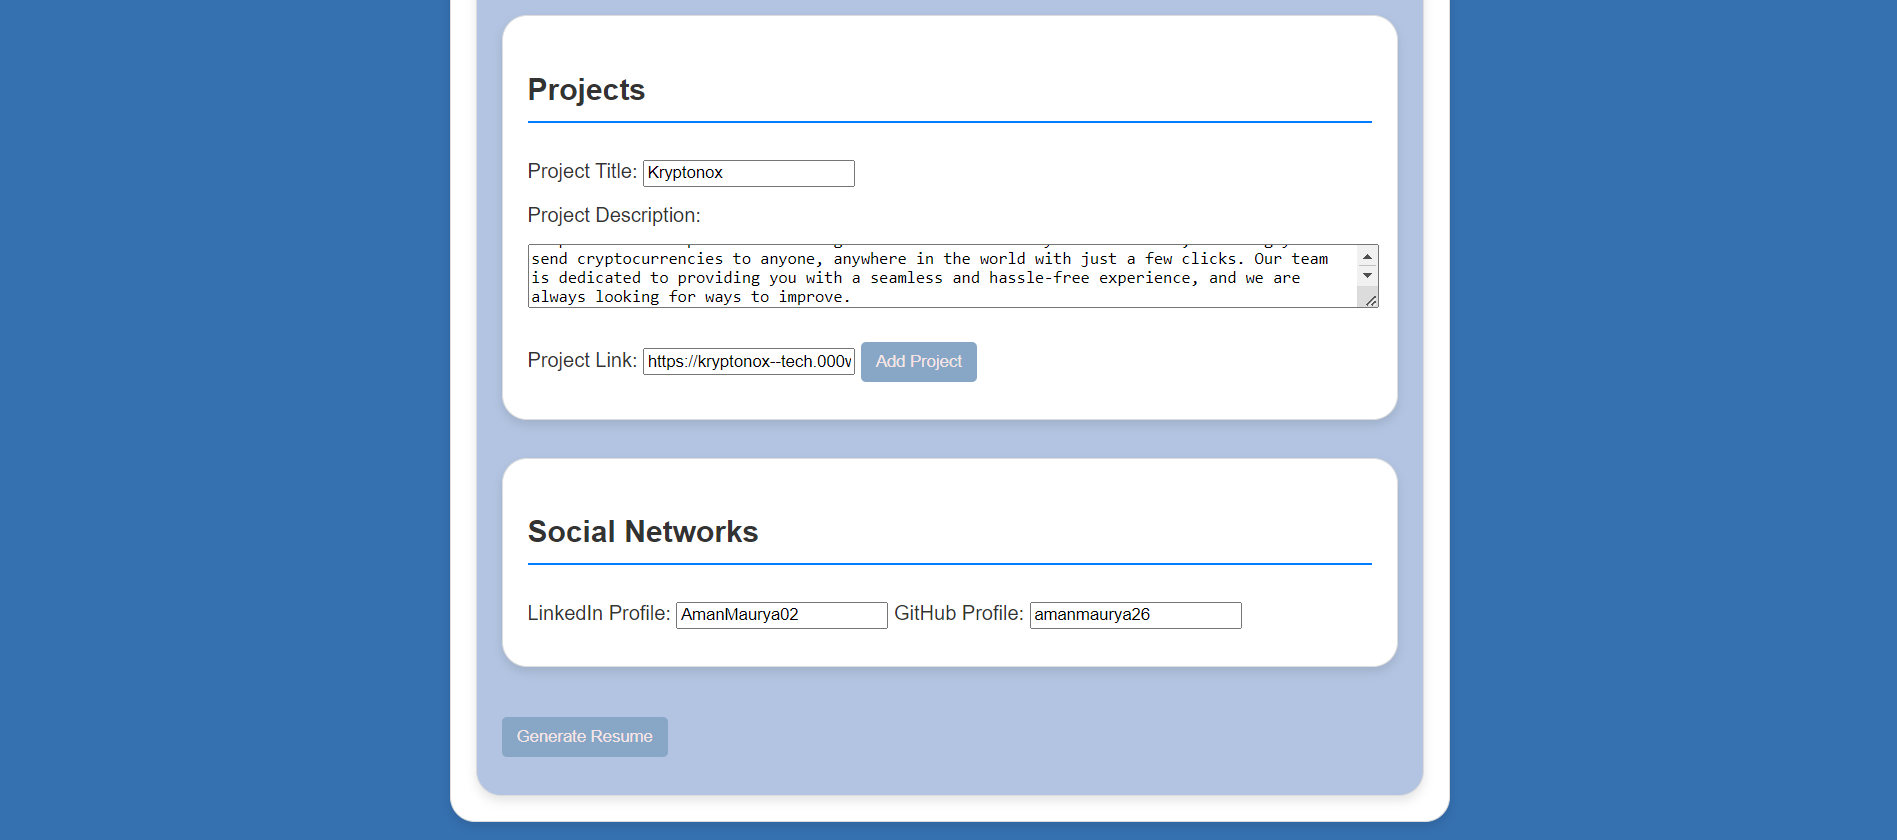 Projects
Project Title: Kryptonox
Project Description:
send cryptocurrencies to anyone, anywhere in the world with just a few clicks. Our team
is dedicated to providing you with a seamless and hassle-free experience, and we are
always looking for ways to improve.
Project Link: https://kryptonox--tech.000w Add Project
Social Networks
LinkedIn Profile: AmanMaurya02 GitHub Profile: amanmaurya26
Generate Resume